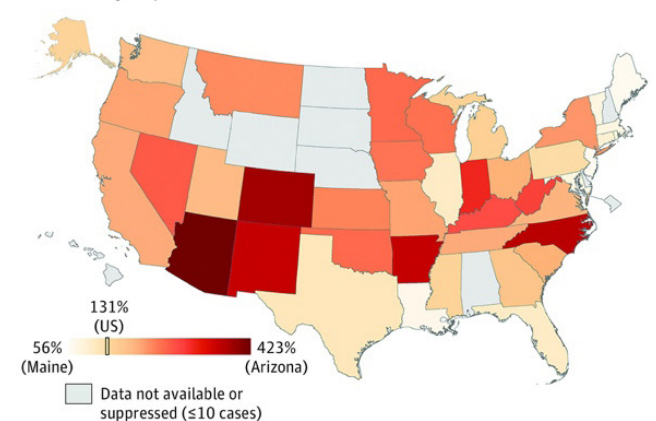 131%
(US)
56%
(Maine)
423%
(Arizona)
Data not available or
suppressed (≤10 cases)